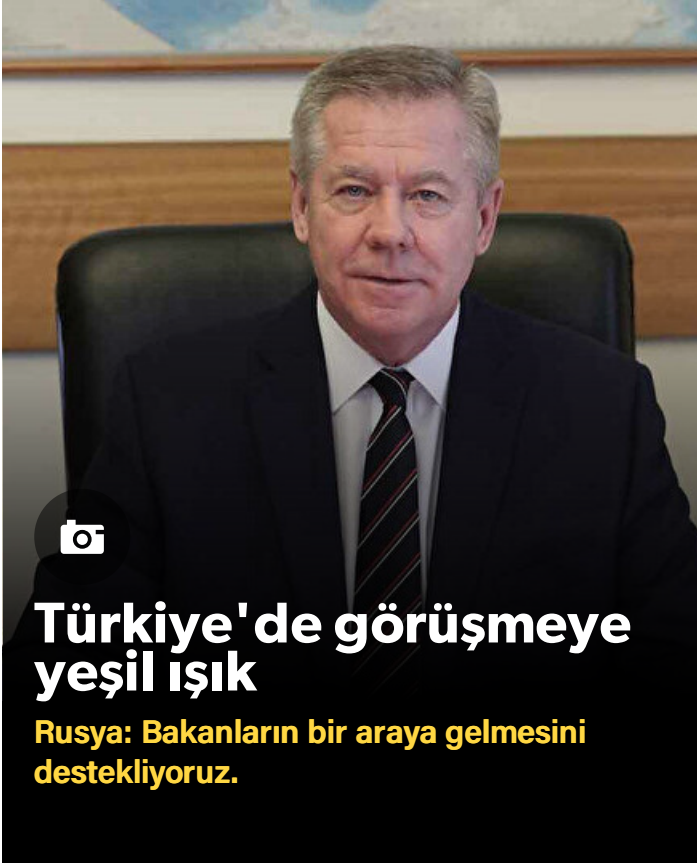 Türkiye'de görüşmeye
yeşil ışık
Rusya: Bakanların bir araya gelmesini
destekliyoruz.